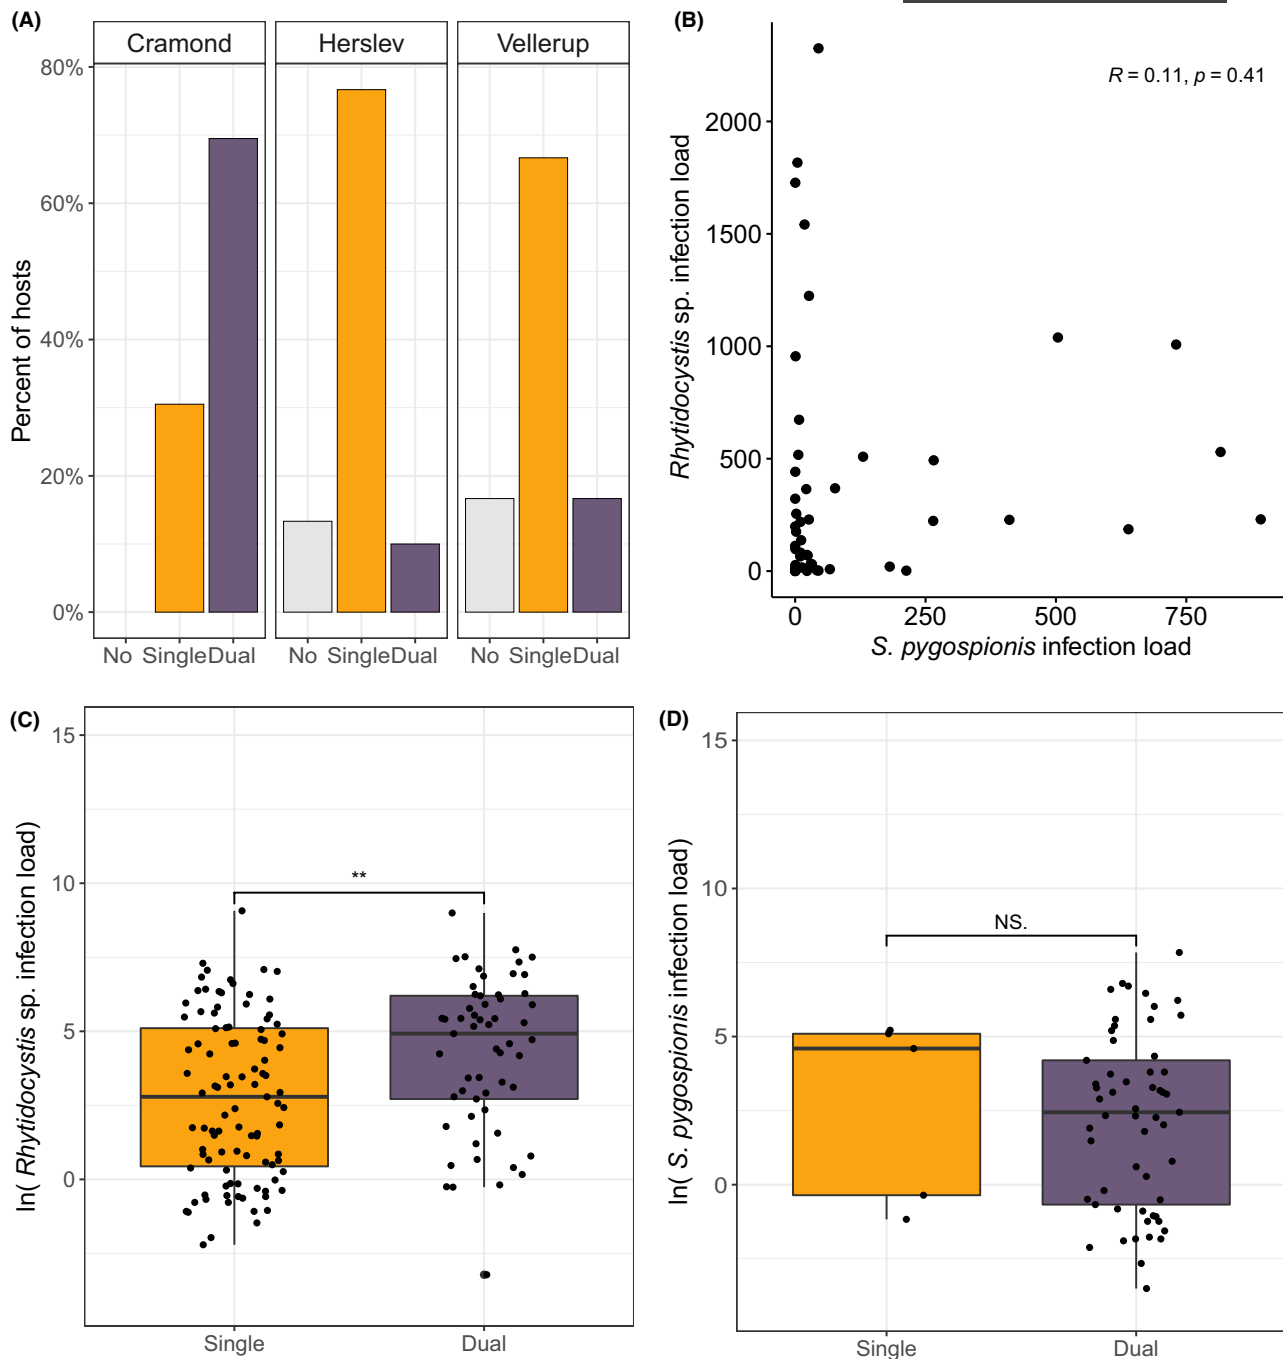 (A)
Cramond Herslev Vellerup
80%
60%
40%
20%
0%
Percent of hosts
No Single Dual No Single Dual No Single Dual
(B)
R = 0.11, p = 0.41
2000
1500
1000
500
0
Rhytidocystis sp. infection load
0 250 500 750
S. pygospionis infection load
(C)
15
10
5
0
ln( Rhytidocystis sp. infection load)
**
Single Dual
(D)
15
10
5
0
ln( S. pygospionis infection load)
NS.
Single Dual